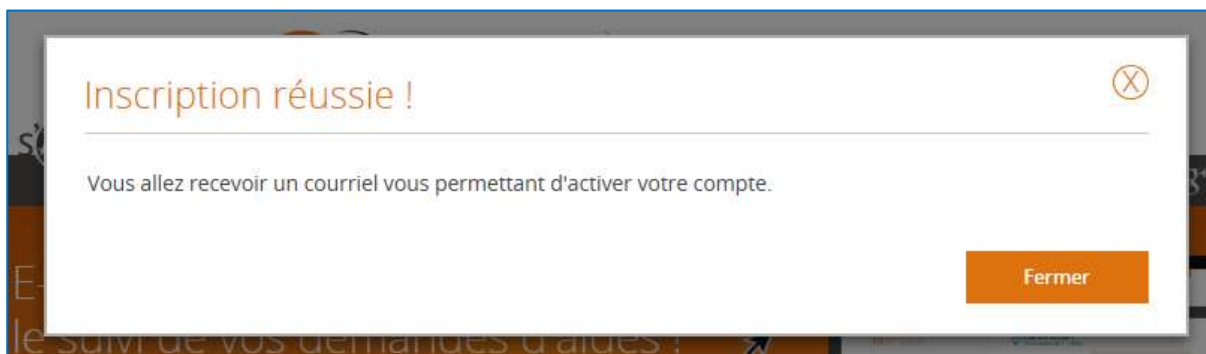 Inscription réussie !
X
Vous allez recevoir un courriel vous permettant d'activer votre compte.
Fermer
le suivi de vos demandes d'aides !